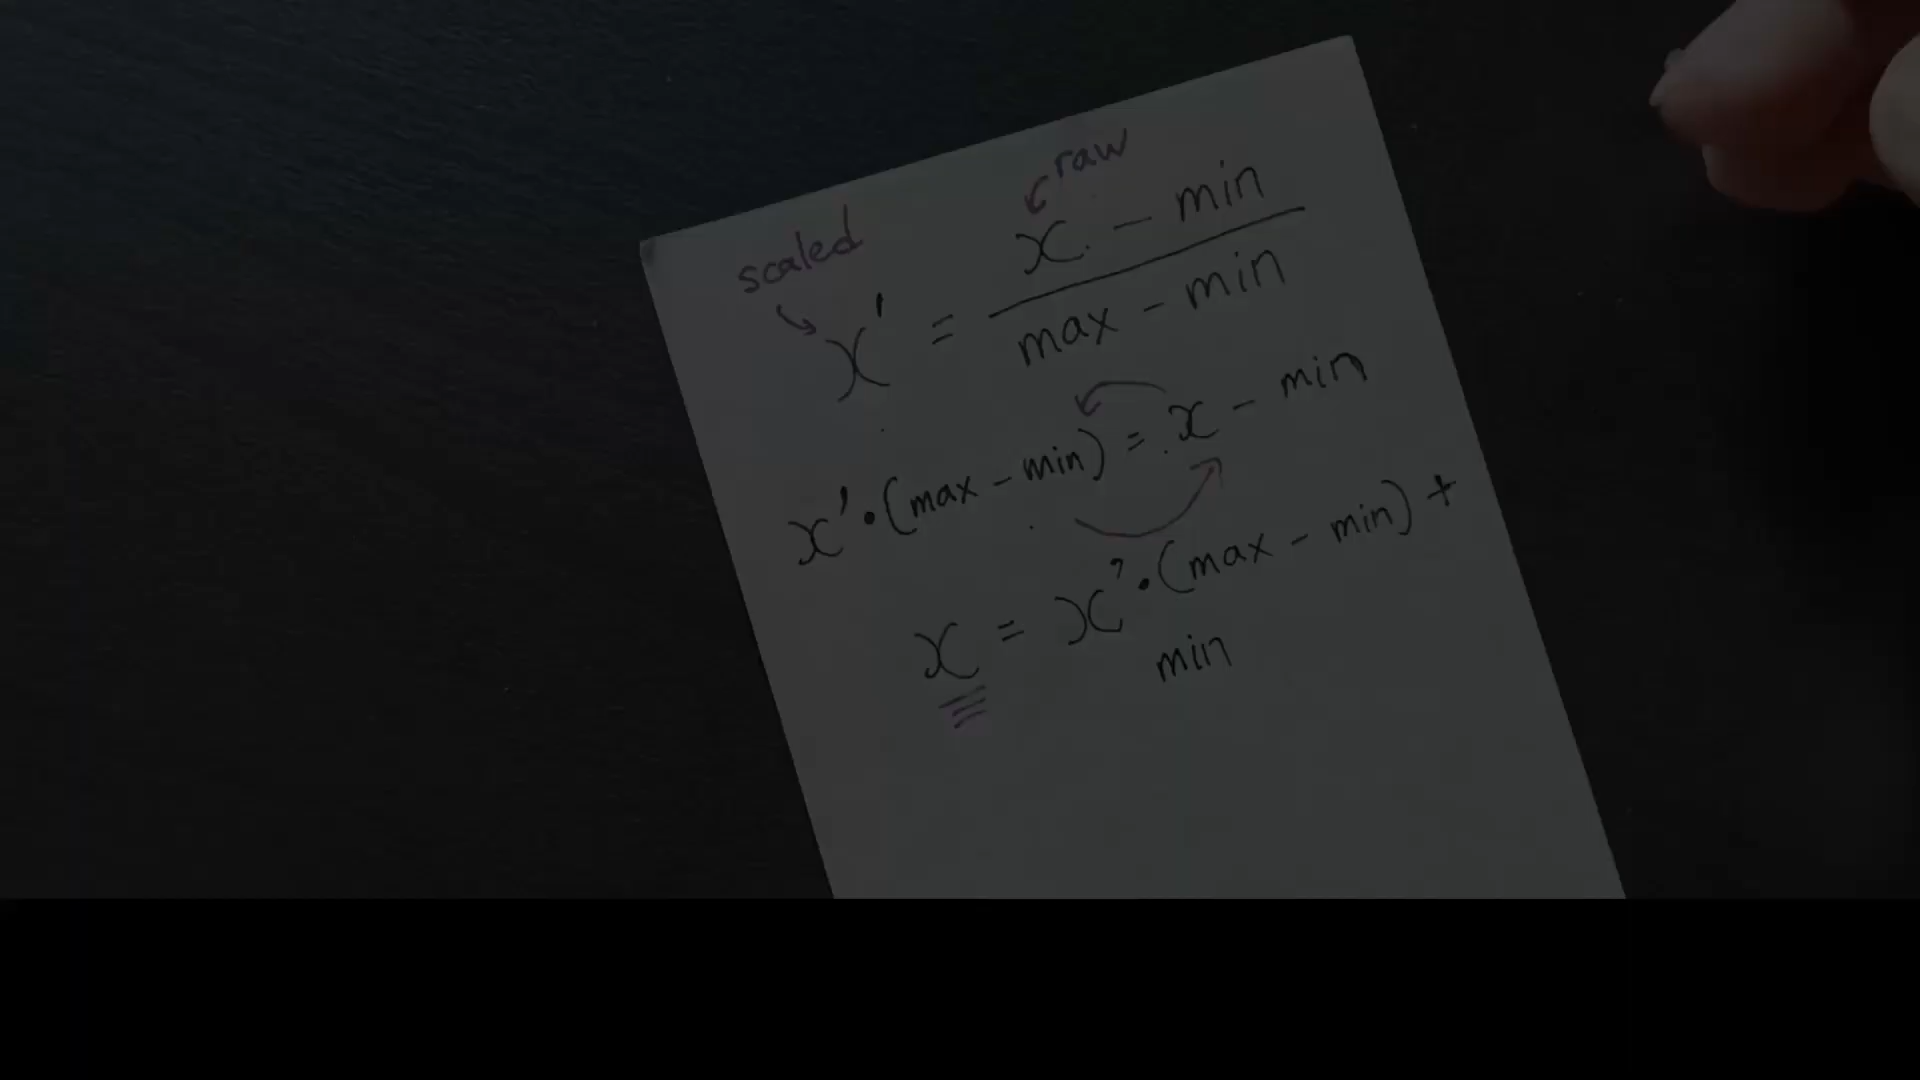 raw
scaled
x' = (x - min) / (max - min)
x' • (max - min) = x - min
x = x' • (max - min) +
min